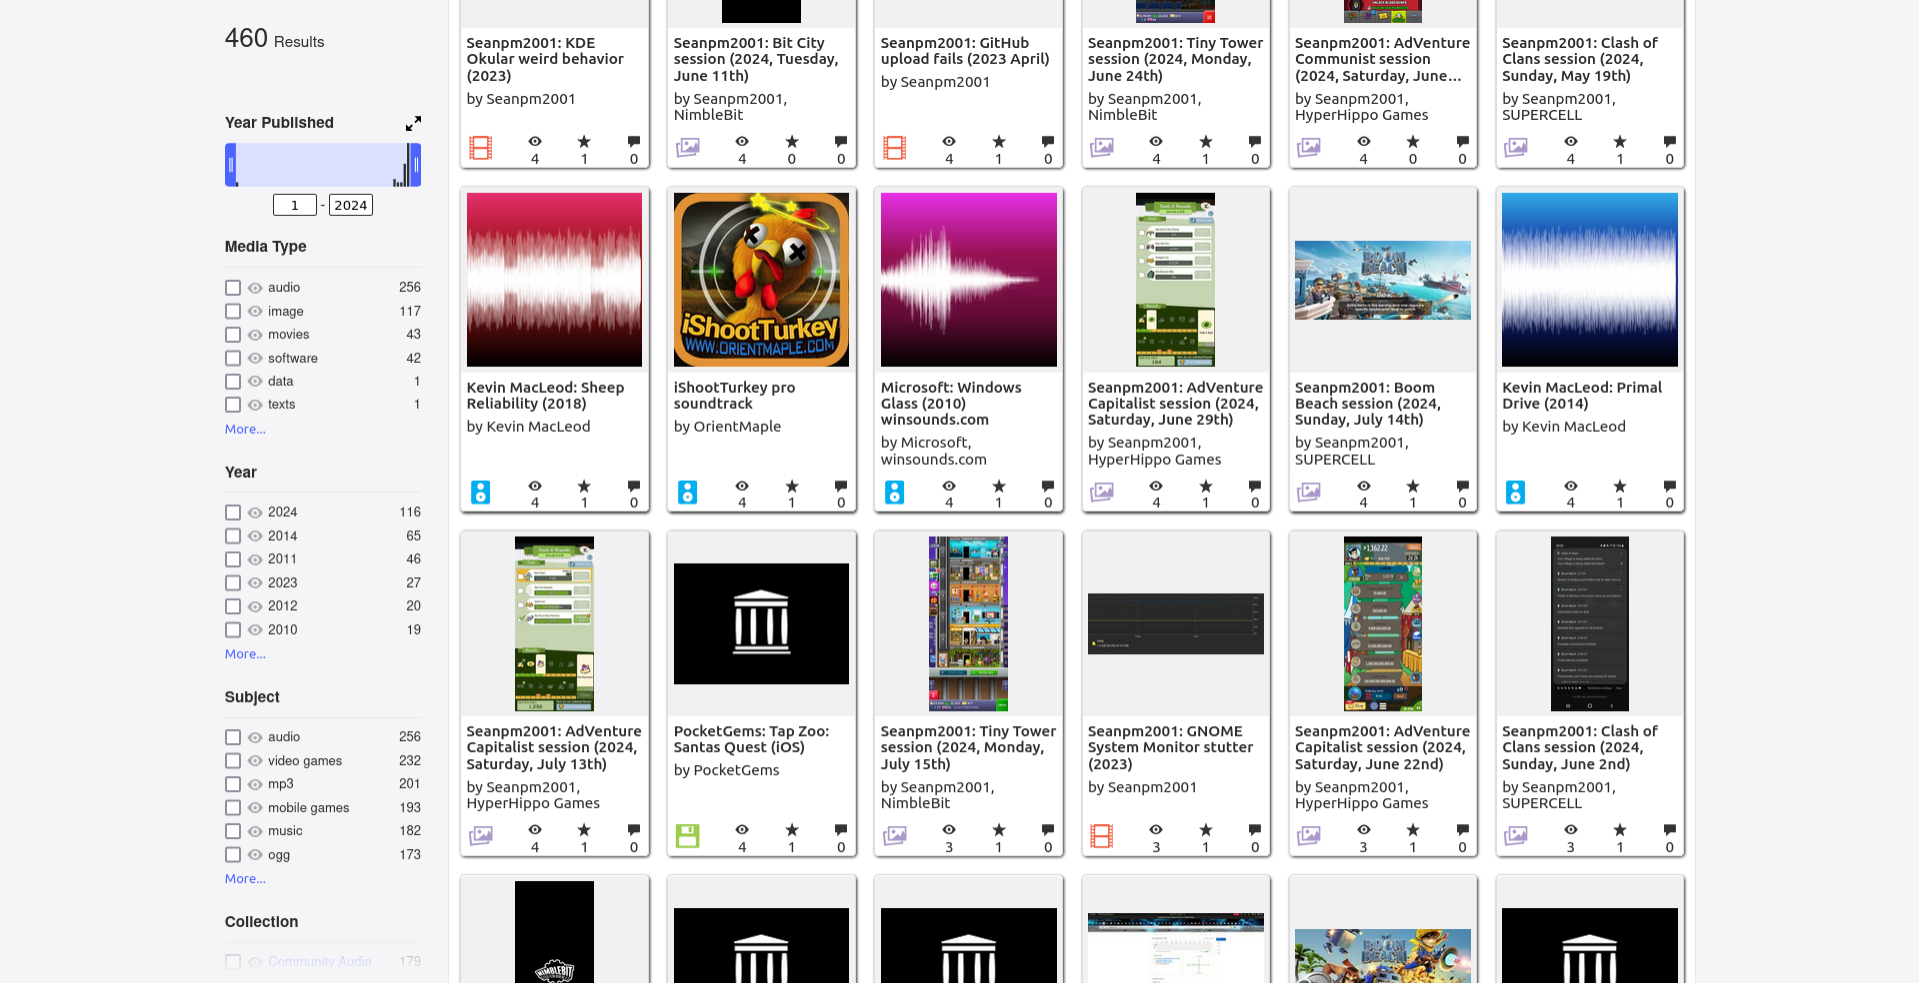 460 Results
Year Published
1 - 2024
Media Type
audio 256
image 117
movies 43
software 42
data 1
texts 1
More...
Year
2024 116
2014 65
2011 46
2023 27
2012 20
2010 19
More...
Subject
audio 256
video games 232
mp3 201
mobile games 193
music 182
ogg 173
More...
Collection
Community Audio 179
Seanpm2001: KDE
Okular weird behavior
(2023)
by Seanpm2001
4 1 0
Seanpm2001: Bit City
session (2024, Tuesday,
June 11th)
by Seanpm2001,
NimbleBit
4 0 0
Seanpm2001: GitHub
upload fails (2023 April)
by Seanpm2001
4 1 0
Seanpm2001: Tiny Tower
session (2024, Monday,
June 24th)
by Seanpm2001,
NimbleBit
4 1 0
Seanpm2001: AdVenture
Communist session
(2024, Saturday, June...
by Seanpm2001,
HyperHippo Games
4 0 0
Seanpm2001: Clash of
Clans session (2024,
Sunday, May 19th)
by Seanpm2001,
SUPERCELL
4 1 0
Kevin MacLeod: Sheep
Reliability (2018)
by Kevin MacLeod
4 1 0
iShootTurkey
WWW.ORIENTMAPLE.COM
iShootTurkey pro
soundtrack
by OrientMaple
4 1 0
Microsoft: Windows
Glass (2010)
winsounds.com
by Microsoft,
winsounds.com
4 1 0
Seanpm2001: AdVenture
Capitalist session (2024,
Saturday, June 29th)
by Seanpm2001,
HyperHippo Games
4 1 0
BOOM
BEACH
Seanpm2001: Boom
Beach session (2024,
Sunday, July 14th)
by Seanpm2001,
SUPERCELL
4 1 0
Kevin MacLeod: Primal
Drive (2014)
by Kevin MacLeod
4 1 0
Seanpm2001: AdVenture
Capitalist session (2024,
Saturday, July 13th)
by Seanpm2001,
HyperHippo Games
4 1 0
PocketGems: Tap Zoo:
Santas Quest (iOS)
by PocketGems
4 1 0
Seanpm2001: Tiny Tower
session (2024, Monday,
July 15th)
by Seanpm2001,
NimbleBit
3 1 0
Seanpm2001: GNOME
System Monitor stutter
(2023)
by Seanpm2001
3 1 0
Seanpm2001: AdVenture
Capitalist session (2024,
Saturday, June 22nd)
by Seanpm2001,
HyperHippo Games
3 1 0
Seanpm2001: Clash of
Clans session (2024,
Sunday, June 2nd)
by Seanpm2001,
SUPERCELL
3 1 0
NIMBLEBIT
BOOM
BEACH